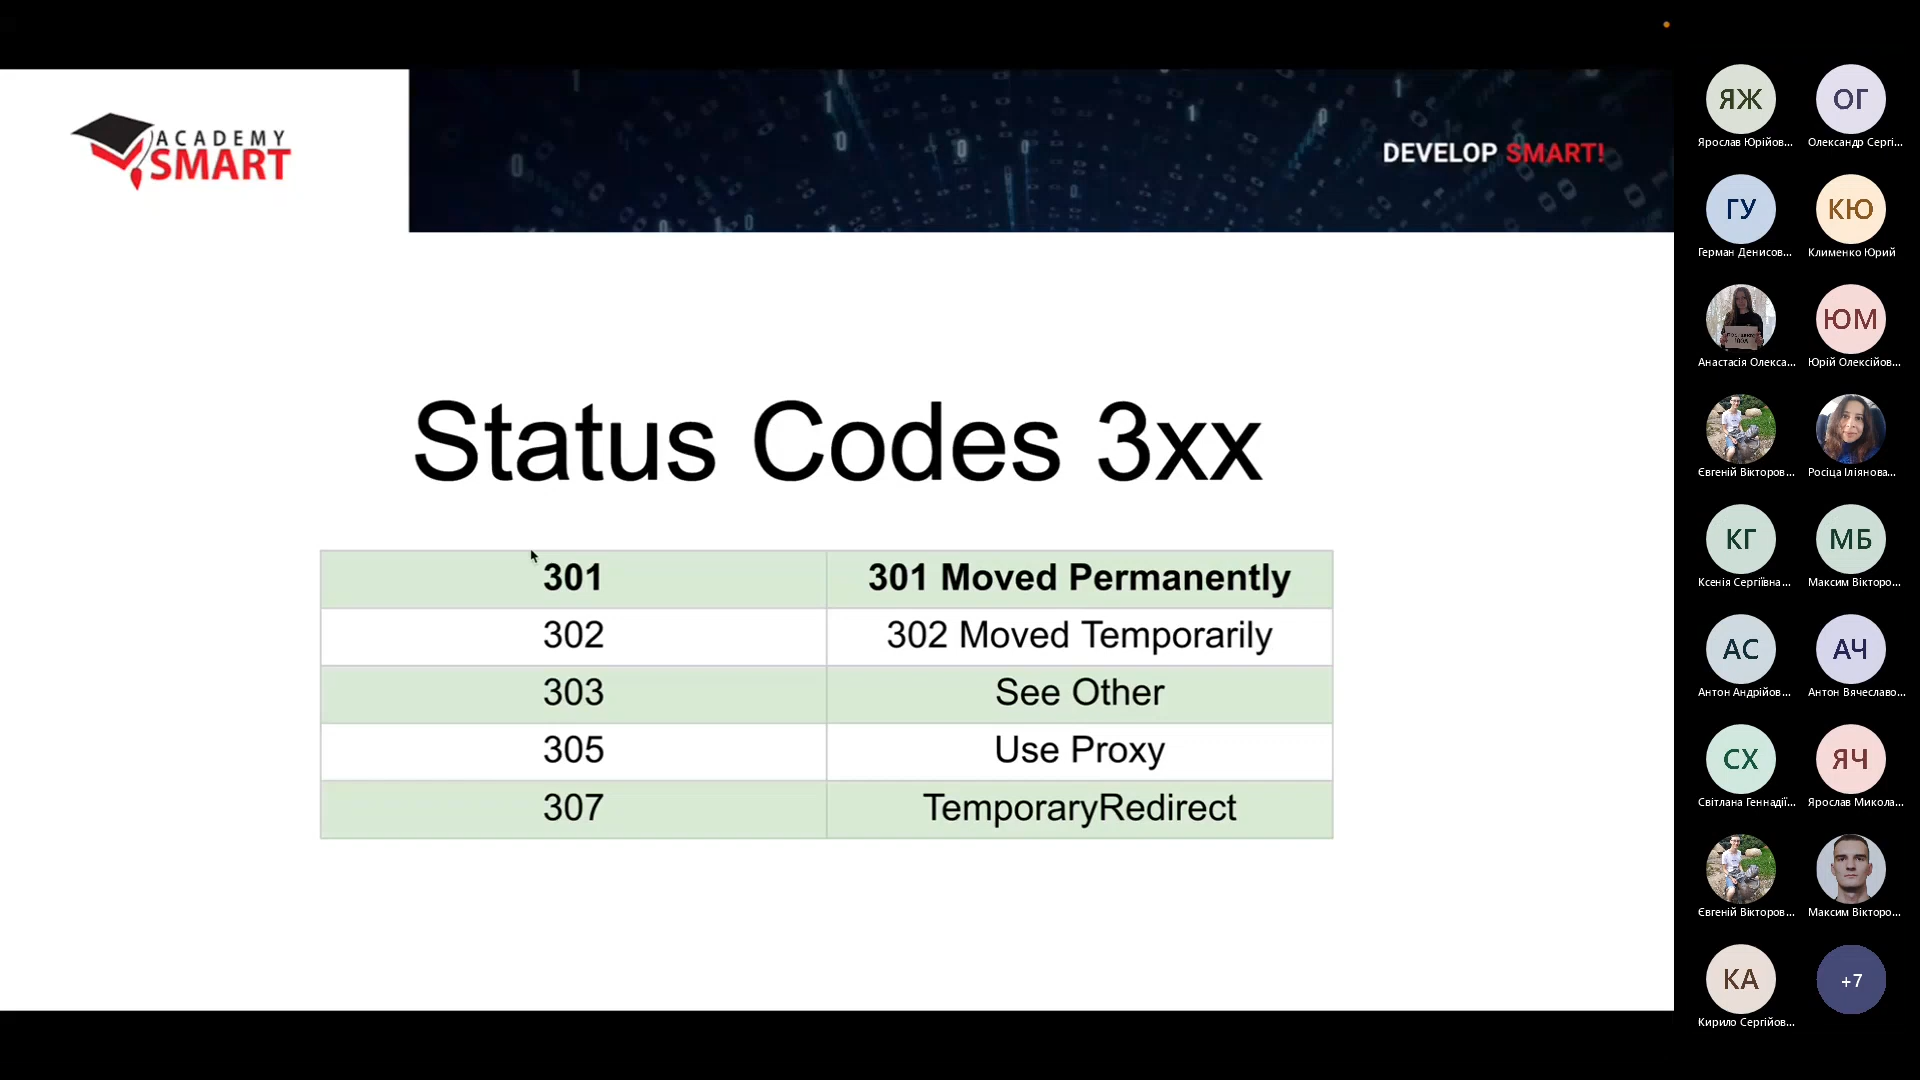 ACADEMY
SMART
DEVELOP SMART!
Status Codes 3xx
301 301 Moved Permanently
302 302 Moved Temporarily
303 See Other
305 Use Proxy
307 TemporaryRedirect
ЯЖ ОГ
Ярослав Юрійов... Олександр Сергі...
ГУ КЮ
Герман Денисов... Клименко Юрий
ЮМ
Анастасія Олекса... Юрій Олексійов...
Євгеній Вікторов... Росіца Іліянова...
КГ МБ
Ксенія Сергіївна... Максим Вікторо...
АС АЧ
Антон Андрійов... Антон Вячеславо...
СХ ЯЧ
Світлана Геннадії... Ярослав Микола...
Євгеній Вікторов... Максим Вікторо...
КА +7
Кирило Сергійов...